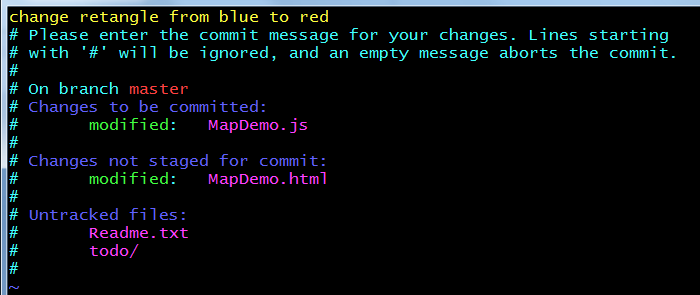 change retangle from blue to red
# Please enter the commit message for your changes. Lines starting
# with '#' will be ignored, and an empty message aborts the commit.
#
# On branch master
# Changes to be committed:
#       modified:   MapDemo.js
#
# Changes not staged for commit:
#       modified:   MapDemo.html
#
# Untracked files:
#       Readme.txt
#       todo/
#
~